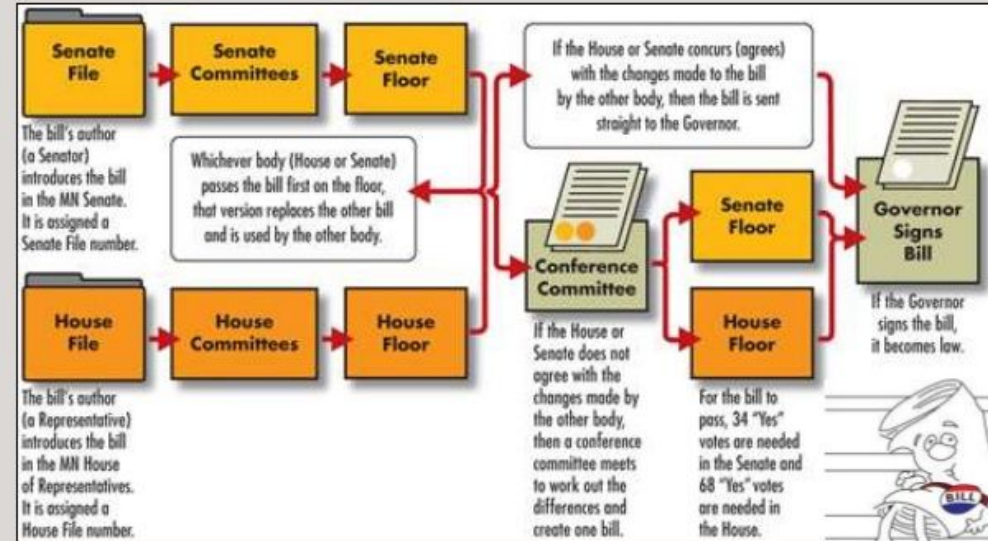 Senate
File
Senate
Committees
Senate
Floor
If the House or Senate concurs (agrees)
with the changes made to the bill
by the other body, then the bill is sent
straight to the Governor.
The bill's author
(a Senator)
introduces the bill
in the MN Senate.
It is assigned a
Senate File number.
Whichever body (House or Senate)
passes the bill first on the floor,
that version replaces the other bill
and is used by the other body.
Conference
Committee
Senate
Floor
Governor
Signs
Bill
House
File
House
Committees
House
Floor
If the House or
Senate does not
agree with the
changes made by
the other body,
then a conference
committee meets
to work out the
differences and
create one bill.
House
Floor
If the Governor
signs the bill,
it becomes law.
The bill's author
(a Representative)
introduces the bill
in the MN House
of Representatives.
It is assigned a
House File number.
For the bill to
pass, 34 "Yes"
votes are needed
in the Senate and
68 "Yes" votes
are needed in
the House.
BILL